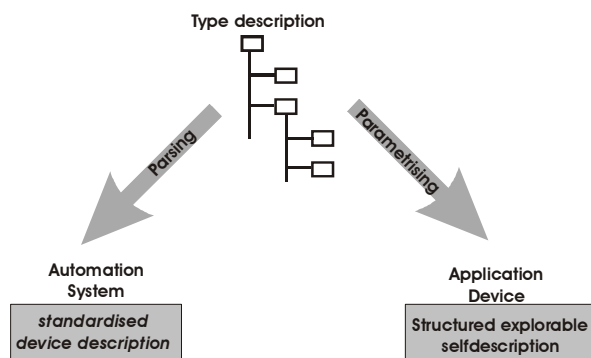 Type description
Parsing
Parametrising
Automation
System
standardised
device description
Application
Device
Structured explorable
selfdescription